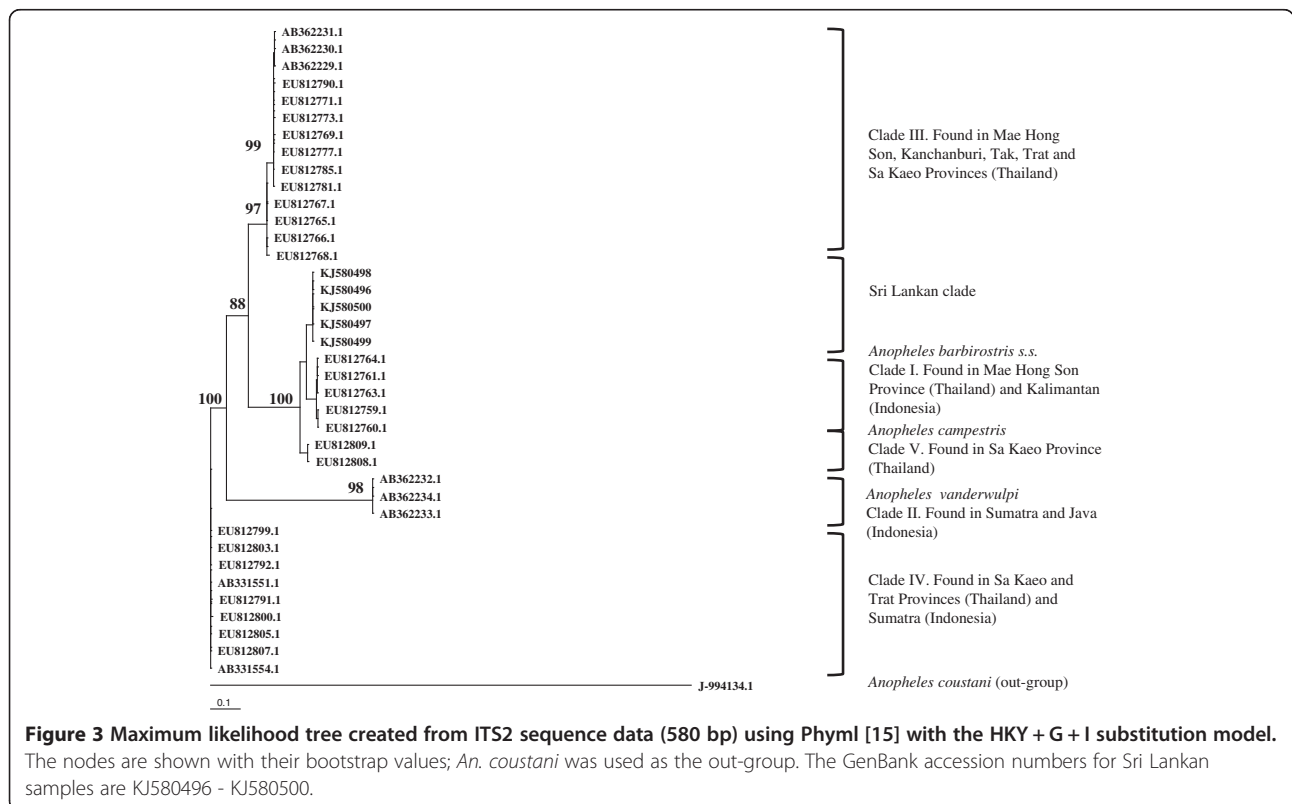 AB362231.1
AB362230.1
AB362229.1
EU812790.1
EU812771.1
EU812773.1
99
EU812769.1
EU812777.1
EU812785.1
EU812781.1
97
EU812767.1
EU812765.1
EU812766.1
EU812768.1
Clade III. Found in Mae Hong
Son, Kanchanburi, Tak, Trat and
Sa Kaeo Provinces (Thailand)
KJ580498
KJ580496
88
KJ580500
KJ580497
KJ580499
Sri Lankan clade
EU812764.1
EU812761.1
EU812763.1
100
100
EU812759.1
EU812760.1
Anopheles barbirostris s.s.
Clade I. Found in Mae Hong Son
Province (Thailand) and Kalimantan
(Indonesia)
EU812809.1
EU812808.1
Anopheles campestris
Clade V. Found in Sa Kaeo Province
(Thailand)
AB362232.1
98
AB362234.1
AB362233.1
Anopheles vanderwulpi
Clade II. Found in Sumatra and Java
(Indonesia)
EU812799.1
EU812803.1
EU812792.1
AB331551.1
EU812791.1
EU812800.1
EU812805.1
EU812807.1
AB331554.1
Clade IV. Found in Sa Kaeo and
Trat Provinces (Thailand) and
Sumatra (Indonesia)
J-994134.1
Anopheles coustani (out-group)
0.1
Figure 3 Maximum likelihood tree created from ITS2 sequence data (580 bp) using Phyml [15] with the HKY + G + I substitution model.
The nodes are shown with their bootstrap values; An. coustani was used as the out-group. The GenBank accession numbers for Sri Lankan
samples are KJ580496 - KJ580500.